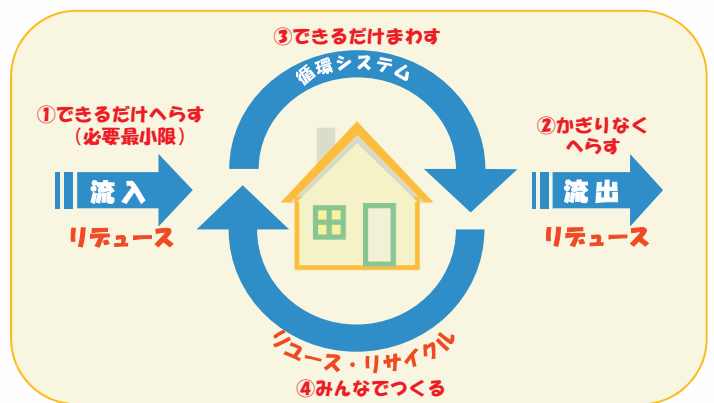 ③できるだけまわす
循環システム
①できるだけへらす
（必要最小限）
流入
リデュース
②かぎりなく
へらす
流出
リデュース
リユース・リサイクル
④みんなでつくる